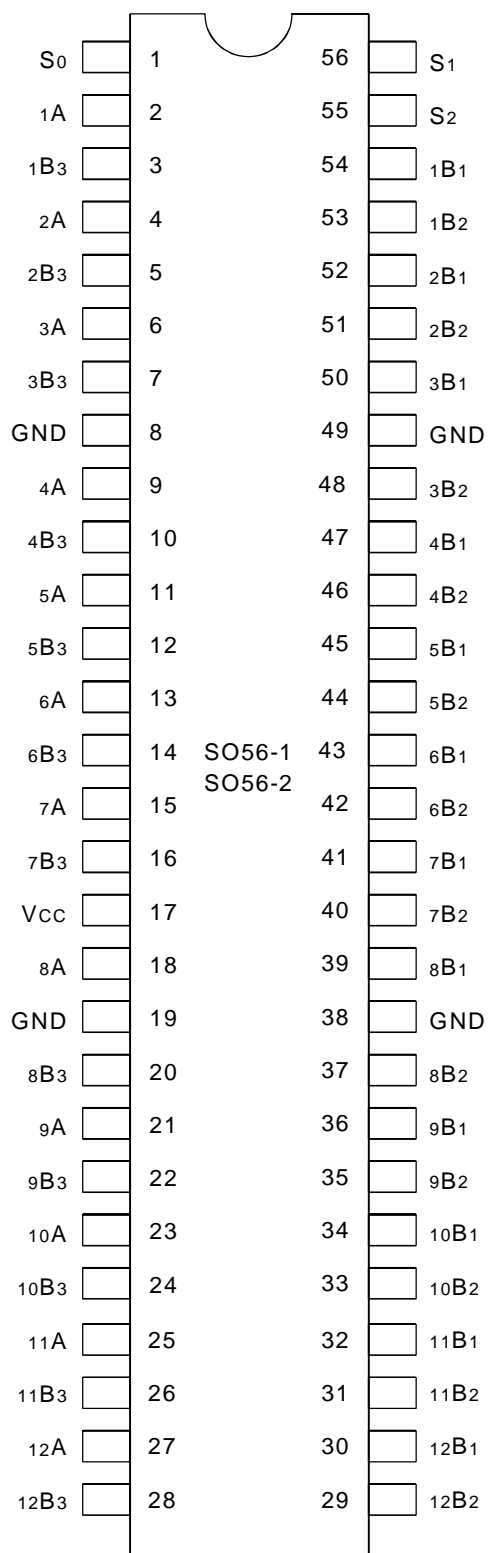 S0 1 56 S1
1A 2 55 S2
1B3 3 54 1B1
2A 4 53 1B2
2B3 5 52 2B1
3A 6 51 2B2
3B3 7 50 3B1
GND 8 49 GND
4A 9 48 3B2
4B3 10 47 4B1
5A 11 46 4B2
5B3 12 45 5B1
6A 13 44 5B2
6B3 14 SO56-1 43 6B1
SO56-2
7A 15 42 6B2
7B3 16 41 7B1
VCC 17 40 7B2
8A 18 39 8B1
GND 19 38 GND
8B3 20 37 8B2
9A 21 36 9B1
9B3 22 35 9B2
10A 23 34 10B1
10B3 24 33 10B2
11A 25 32 11B1
11B3 26 31 11B2
12A 27 30 12B1
12B3 28 29 12B2